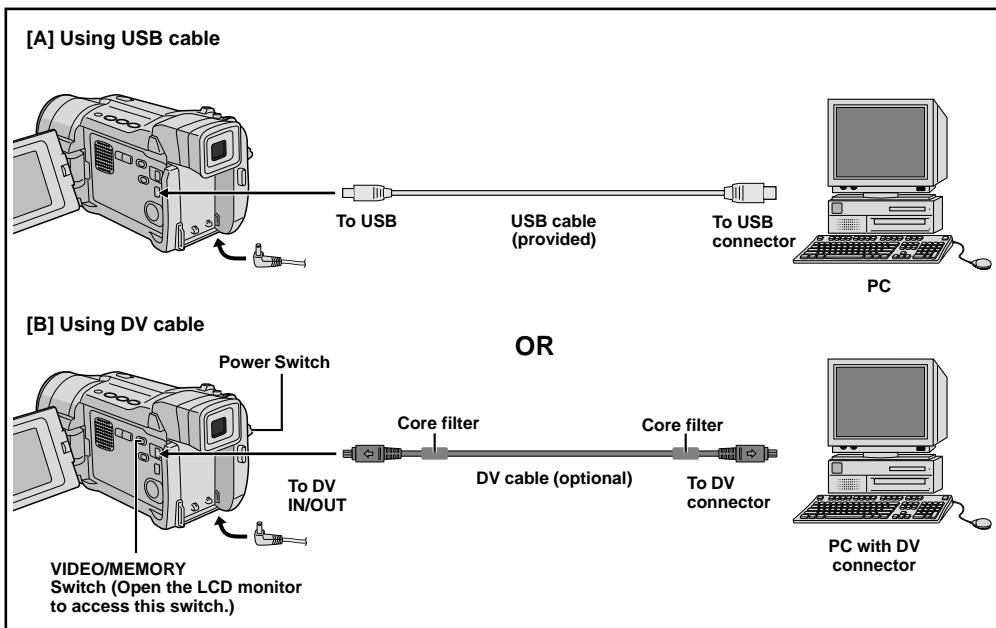 [A] Using USB cable
To USB
USB cable
(provided)
To USB
connector
PC
[B] Using DV cable
OR
Power Switch
Core filter
Core filter
DV cable (optional)
To DV
IN/OUT
To DV
connector
VIDEO/MEMORY
Switch (Open the LCD monitor
to access this switch.)
PC with DV
connector